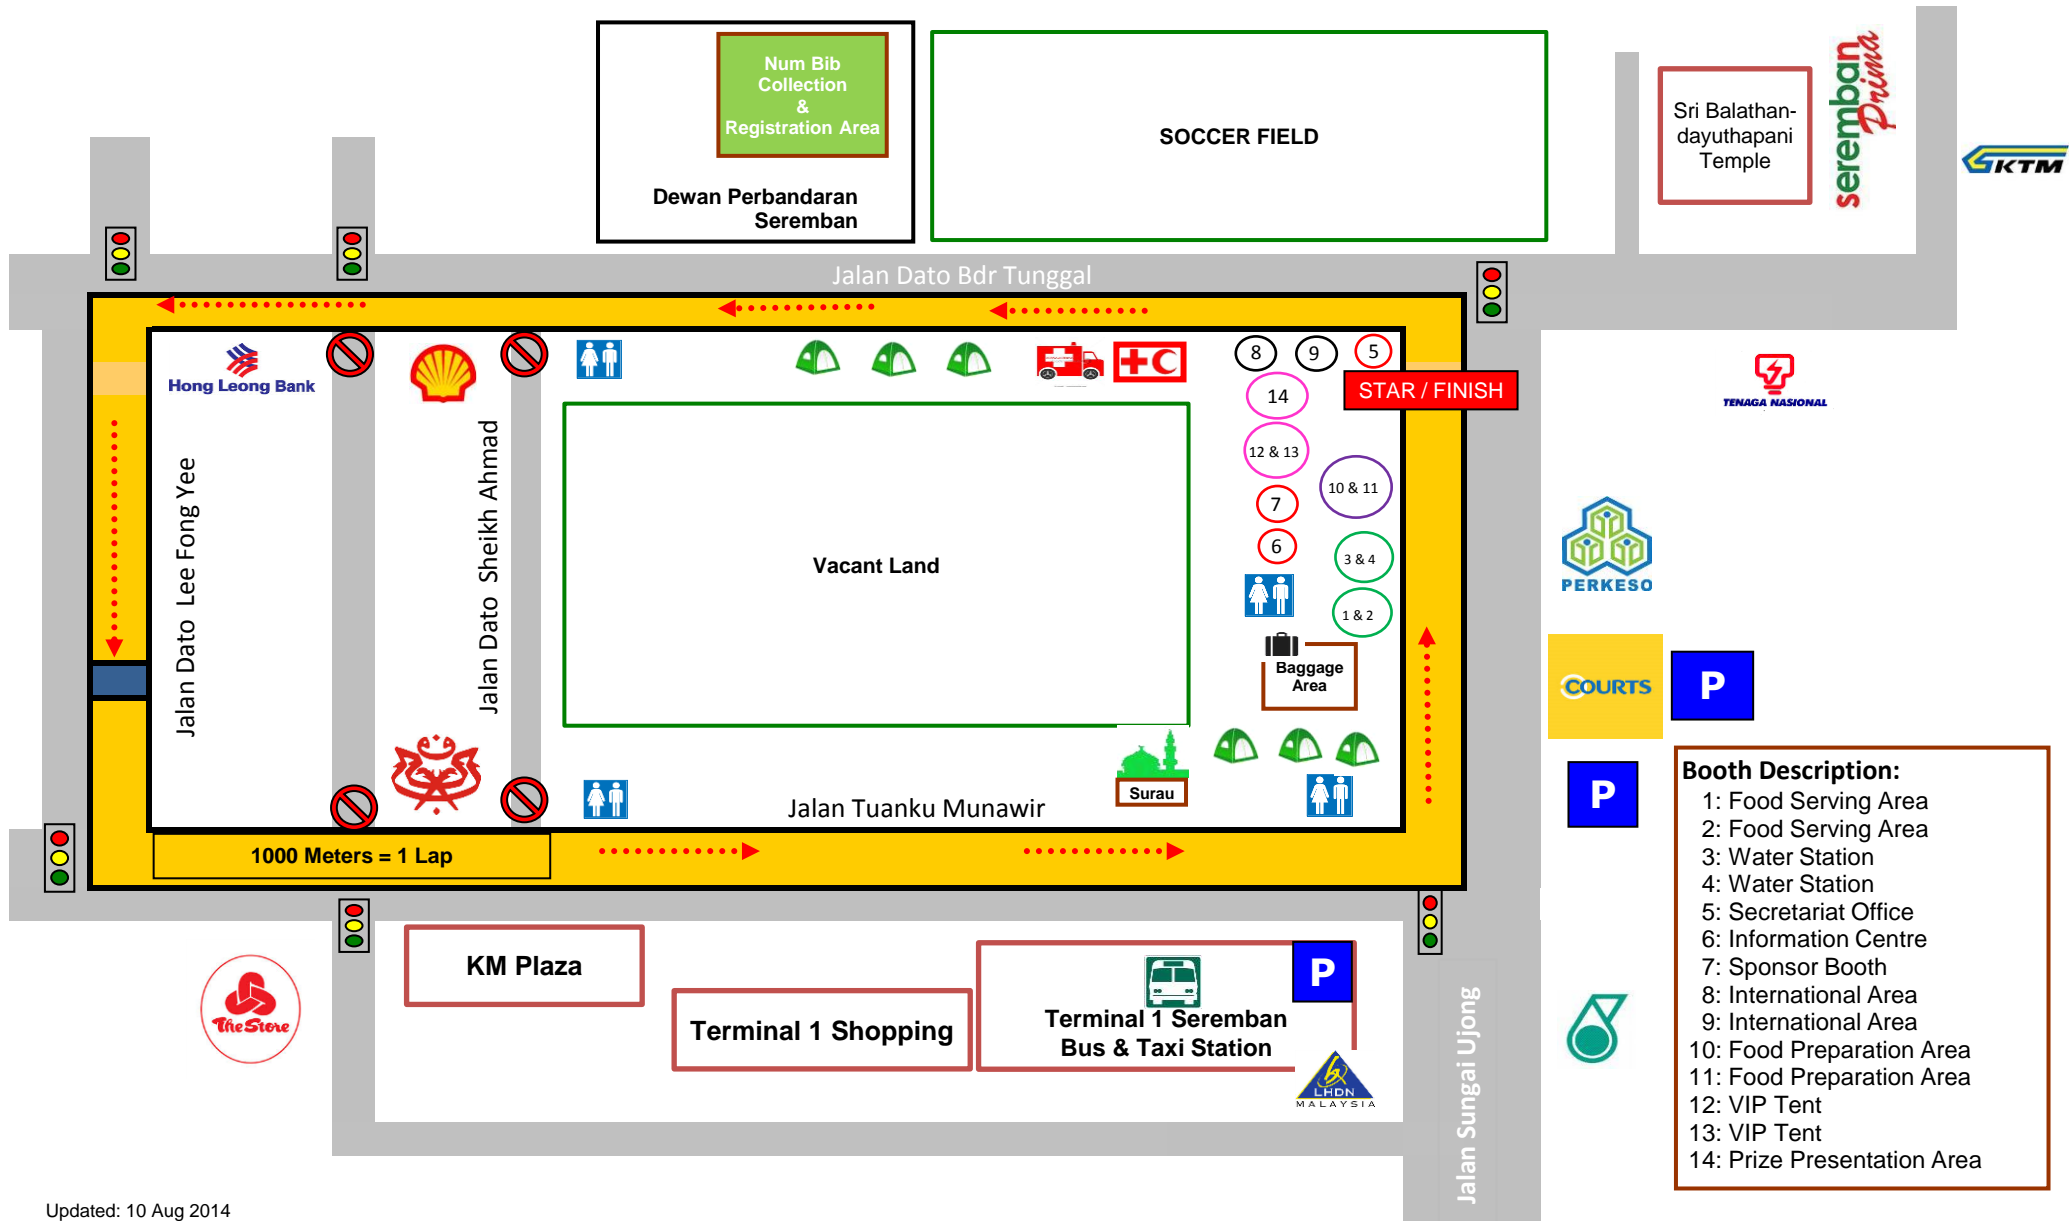 Num Bib
Collection
&
Registration Area
Dewan Perbandaran
Seremban
SOCCER FIELD
Sri Balathan-
dayuthapani
Temple
seremban
Prima
KTM
Jalan Dato Bdr Tunggal
Hong Leong Bank
8
9
5
STAR / FINISH
14
12 & 13
10 & 11
7
6
3 & 4
1 & 2
TENAGA NASIONAL
PERKESO
COURTS
P
P
Jalan Dato Lee Fong Yee
Jalan Dato Sheikh Ahmad
Vacant Land
Baggage
Area
Surau
Jalan Tuanku Munawir
1000 Meters = 1 Lap
Booth Description:
1: Food Serving Area
2: Food Serving Area
3: Water Station
4: Water Station
5: Secretariat Office
6: Information Centre
7: Sponsor Booth
8: International Area
9: International Area
10: Food Preparation Area
11: Food Preparation Area
12: VIP Tent
13: VIP Tent
14: Prize Presentation Area
The Store
KM Plaza
Terminal 1 Shopping
P
Terminal 1 Seremban
Bus & Taxi Station
LHDN
MALAYSIA
Jalan Sungai Ujong
Updated: 10 Aug 2014